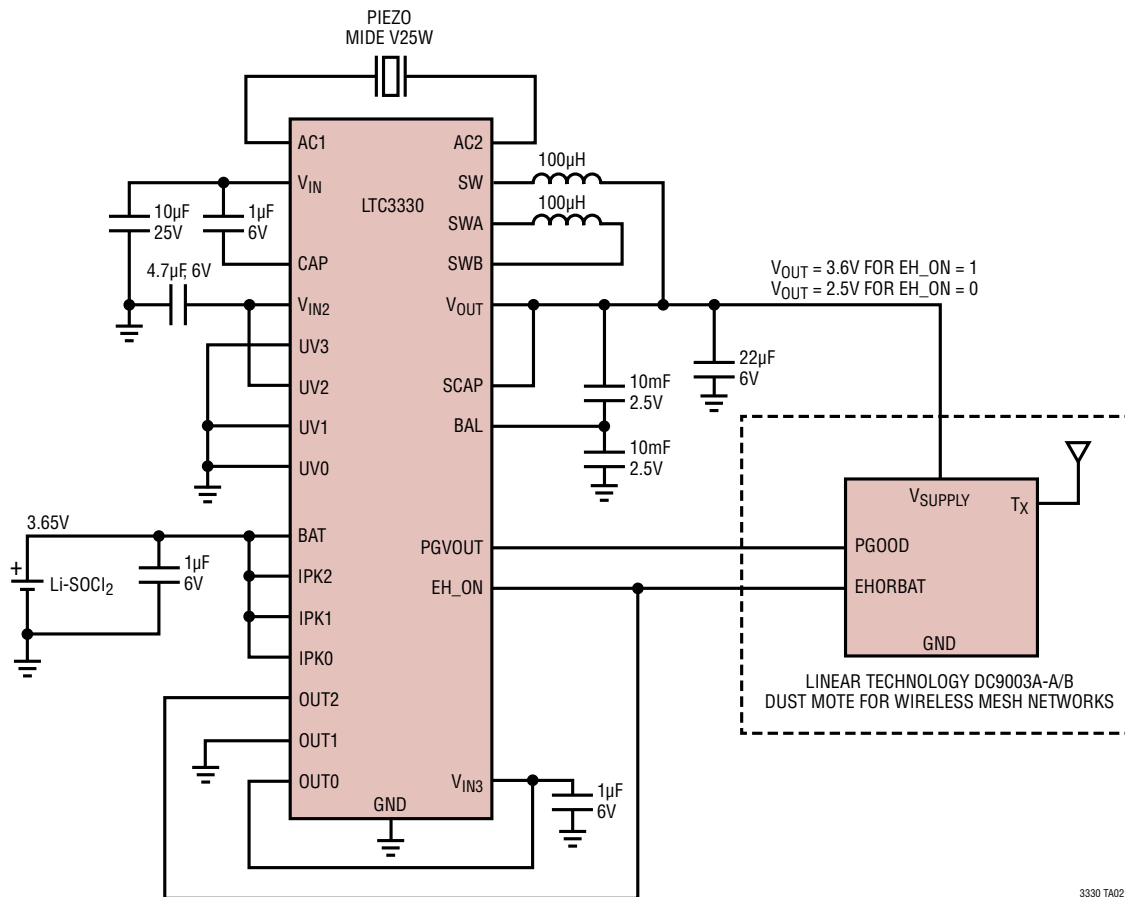 PIEZO
MIDE V25W
AC1
AC2
100µH
VIN
SW
LTC3330
10µF
25V
1µF
6V
SWA
100µH
CAP
SWB
4.7µF, 6V
VIN2
VOUT
VOUT = 3.6V FOR EH_ON = 1
VOUT = 2.5V FOR EH_ON = 0
UV3
UV2
SCAP
10mF
2.5V
22µF
6V
UV1
BAL
UV0
10mF
2.5V
VSUPPLY
TX
3.65V
BAT
PGVOUT
PGOOD
+
Li-SOCl2
1µF
6V
IPK2
EH_ON
EHORBAT
IPK1
IPK0
GND
OUT2
LINEAR TECHNOLOGY DC9003A-A/B
DUST MOTE FOR WIRELESS MESH NETWORKS
OUT1
OUT0
VIN3
1µF
6V
GND
3330 TA02